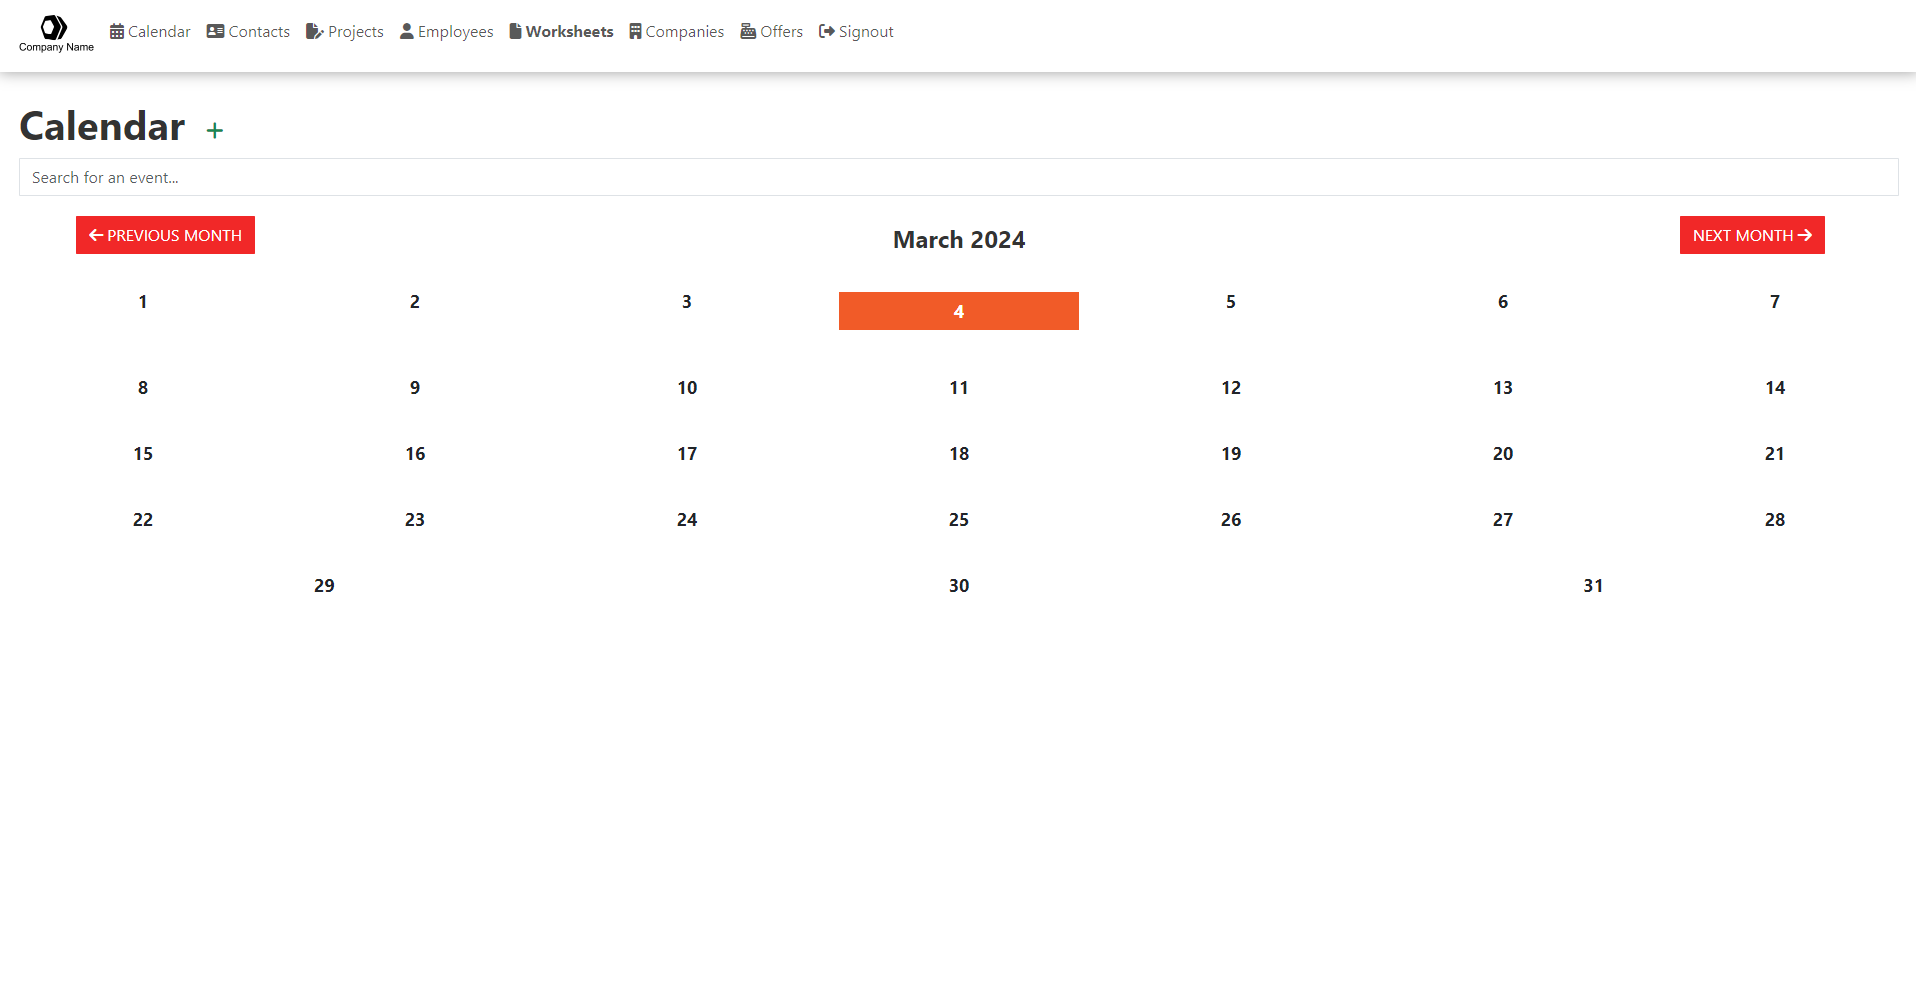 Company Name
Calendar Contacts Projects Employees Worksheets Companies Offers Signout
Calendar +
Search for an event...
PREVIOUS MONTH March 2024 NEXT MONTH
1 2 3 4 5 6 7
8 9 10 11 12 13 14
15 16 17 18 19 20 21
22 23 24 25 26 27 28
29 30 31